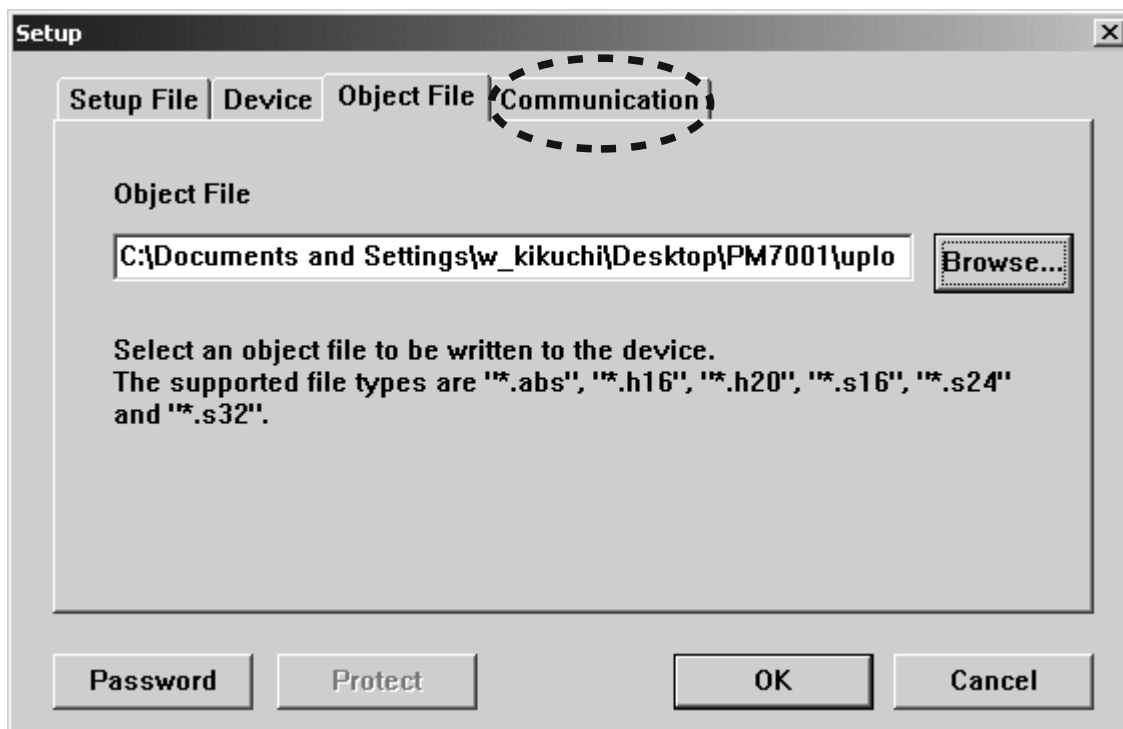 Setup
Setup File Device Object File Communication
Object File
C:\Documents and Settings\w_kikuchi\Desktop\PM7001\uplo
Browse...
Select an object file to be written to the device.
The supported file types are "*.abs", "*.h16", "*.h20", "*.s16", "*.s24"
and "*.s32".
Password Protect OK Cancel